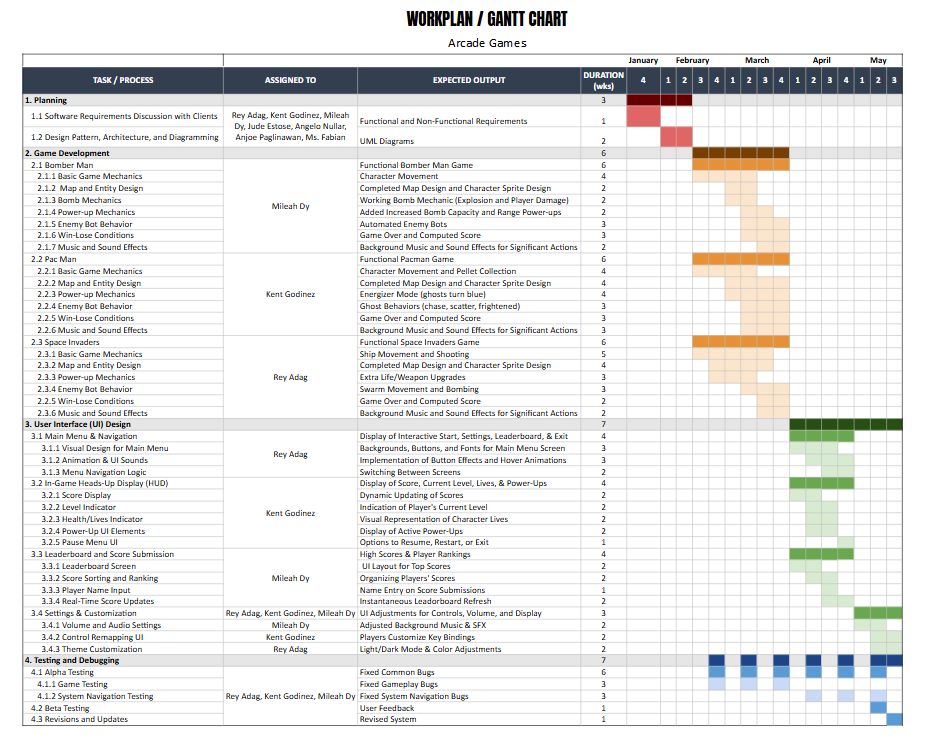 WORKPLAN / GANTT CHART
Arcade Games
January February March April May
TASK / PROCESS ASSIGNED TO EXPECTED OUTPUT DURATION (wks) 4 1 2 3 4 1 2 3 4 1 2 3 4 1 2 3
1. Planning 3
1.1 Software Requirements Discussion with Clients Rey Adag, Kent Godinez, Mileah Dy, Jude Estose, Angelo Nullar, Anjoe Paglinawan, Ms. Fabian Functional and Non-Functional Requirements 1
1.2 Design Pattern, Architecture, and Diagramming UML Diagrams 2
2. Game Development 6
2.1 Bomber Man Functional Bomber Man Game 6
2.1.1 Basic Game Mechanics Character Movement 4
2.1.2 Map and Entity Design Completed Map Design and Character Sprite Design 2
2.1.3 Bomb Mechanics Working Bomb Mechanic (Explosion and Player Damage) 2
Mileah Dy
2.1.4 Power-up Mechanics Added Increased Bomb Capacity and Range Power-ups 2
2.1.5 Enemy Bot Behavior Automated Enemy Bots 3
2.1.6 Win-Lose Conditions Game Over and Computed Score 3
2.1.7 Music and Sound Effects Background Music and Sound Effects for Significant Actions 2
2.2 Pac Man Functional Pacman Game 6
2.2.1 Basic Game Mechanics Character Movement and Pellet Collection 4
2.2.2 Map and Entity Design Completed Map Design and Character Sprite Design 4
2.2.3 Power-up Mechanics Kent Godinez Energizer Mode (ghosts turn blue) 4
2.2.4 Enemy Bot Behavior Ghost Behaviors (chase, scatter, frightened) 3
2.2.5 Win-Lose Conditions Game Over and Computed Score 3
2.2.6 Music and Sound Effects Background Music and Sound Effects for Significant Actions 3
2.3 Space Invaders Functional Space Invaders Game 6
2.3.1 Basic Game Mechanics Ship Movement and Shooting 5
2.3.2 Map and Entity Design Completed Map Design and Character Sprite Design 4
2.3.3 Power-up Mechanics Rey Adag Extra Life/Weapon Upgrades 3
2.3.4 Enemy Bot Behavior Swarm Movement and Bombing 3
2.2.5 Win-Lose Conditions Game Over and Computed Score 2
2.3.6 Music and Sound Effects Background Music and Sound Effects for Significant Actions 2
3. User Interface (UI) Design 7
3.1 Main Menu & Navigation Display of Interactive Start, Settings, Leaderboard, & Exit 4
3.1.1 Visual Design for Main Menu Backgrounds, Buttons, and Fonts for Main Menu Screen 3
Rey Adag
3.1.2 Animation & UI Sounds Implementation of Button Effects and Hover Animations 3
3.1.3 Menu Navigation Logic Switching Between Screens 2
3.2 In-Game Heads-Up Display (HUD) Display of Score, Current Level, Lives, & Power-Ups 4
3.2.1 Score Display Dynamic Updating of Scores 2
3.2.2 Level Indicator Indication of Player's Current Level 2
Kent Godinez
3.2.3 Health/Lives Indicator Visual Representation of Character Lives 2
3.2.4 Power-Up UI Elements Display of Active Power-Ups 2
3.2.5 Pause Menu UI Options to Resume, Restart, or Exit 1
3.3 Leaderboard and Score Submission High Scores & Player Rankings 4
3.3.1 Leaderboard Screen UI Layout for Top Scores 2
3.3.2 Score Sorting and Ranking Mileah Dy Organizing Players' Scores 2
3.3.3 Player Name Input Name Entry on Score Submissions 1
3.3.4 Real-Time Score Updates Instantaneous Leaderboard Refresh 2
3.4 Settings & Customization Rey Adag, Kent Godinez, Mileah Dy UI Adjustments for Controls, Volume, and Display 3
3.4.1 Volume and Audio Settings Mileah Dy Adjusted Background Music & SFX 2
3.4.2 Control Remapping UI Kent Godinez Players Customize Key Bindings 2
3.4.3 Theme Customization Rey Adag Light/Dark Mode & Color Adjustments 2
4. Testing and Debugging 7
4.1 Alpha Testing Fixed Common Bugs 6
4.1.1 Game Testing Fixed Gameplay Bugs 3
4.1.2 System Navigation Testing Rey Adag, Kent Godinez, Mileah Dy Fixed System Navigation Bugs 3
4.2 Beta Testing User Feedback 1
4.3 Revisions and Updates Revised System 1